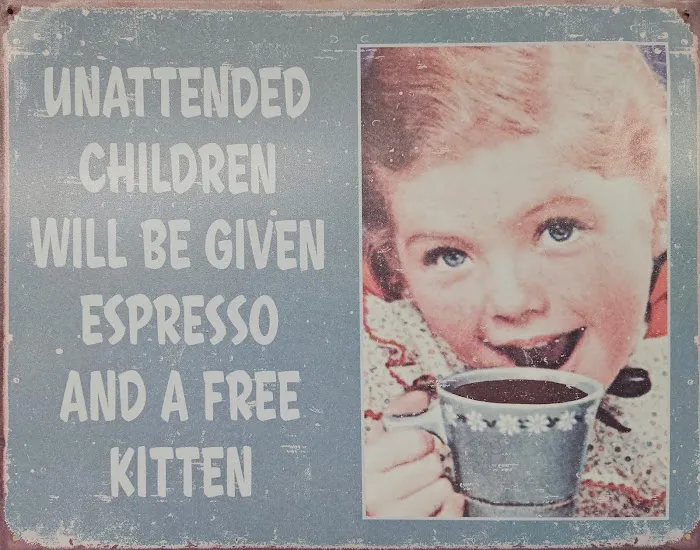 UNATTENDED
CHILDREN
WILL BE GIVEN
ESPRESSO
AND A FREE
KITTEN